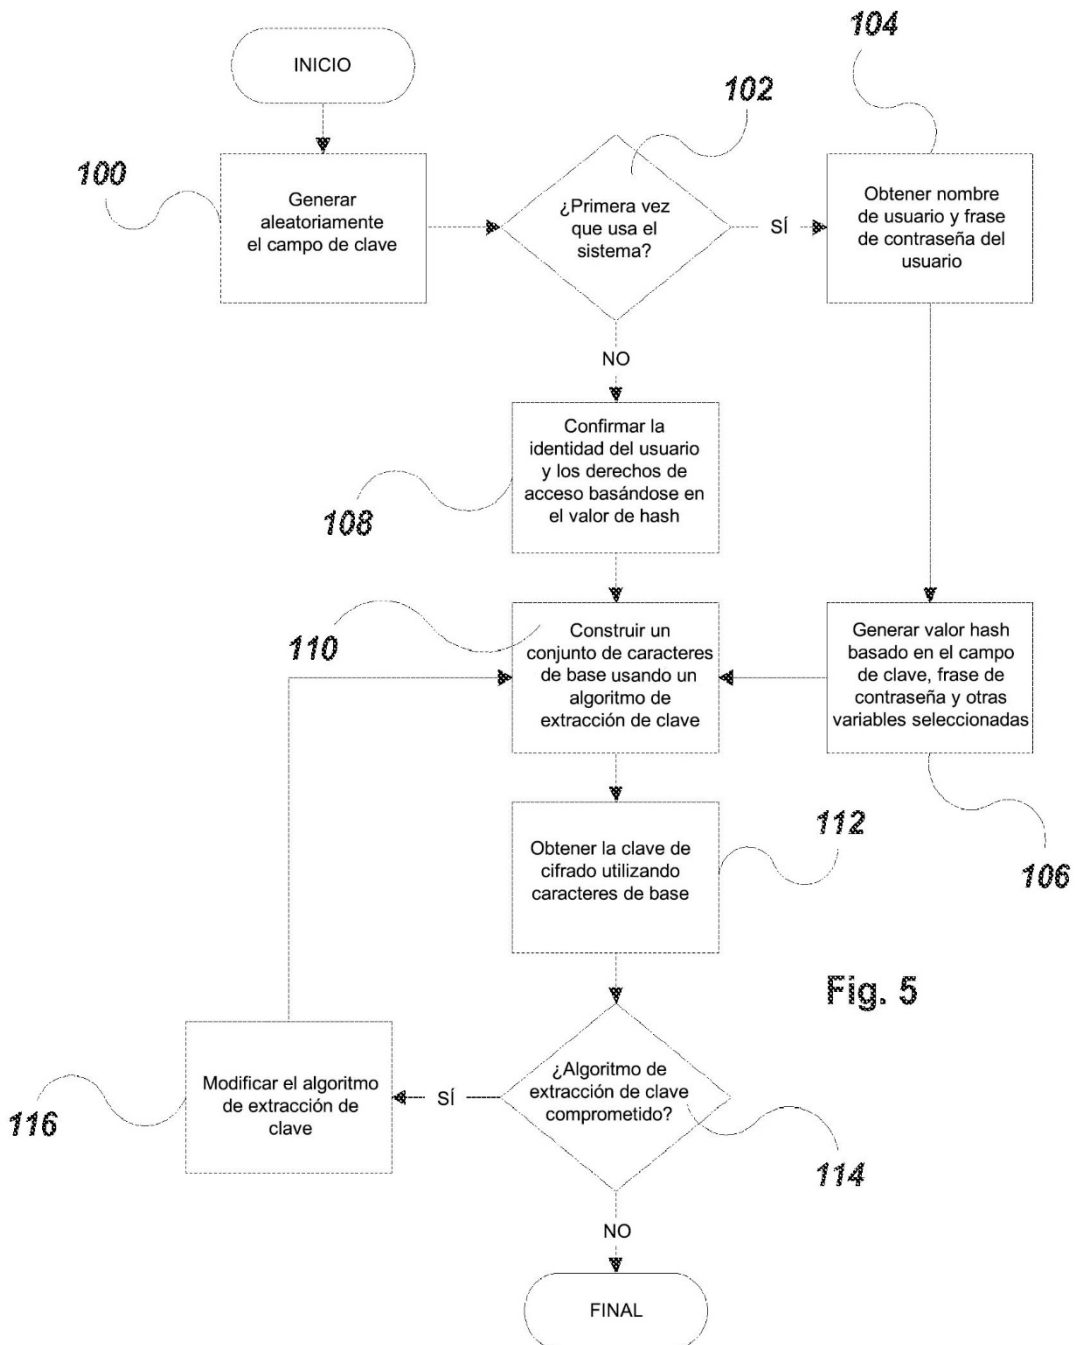 INICIO
100
Generar
aleatoriamente
el campo de clave
102
¿Primera vez
que usa el
sistema?
SÍ
104
Obtener nombre
de usuario y frase
de contraseña del
usuario
NO
Confirmar la
identidad del usuario
y los derechos de
acceso basándose en
el valor de hash
108
110
Construir un
conjunto de caracteres
de base usando un
algoritmo de
extracción de clave
Generar valor hash
basado en el campo
de clave, frase de
contraseña y otras
variables seleccionadas
106
Obtener la clave de
cifrado utilizando
caracteres de base
112
Fig. 5
¿Algoritmo de
extracción de clave
comprometido?
114
SÍ
Modificar el algoritmo
de extracción de
clave
116
NO
FINAL